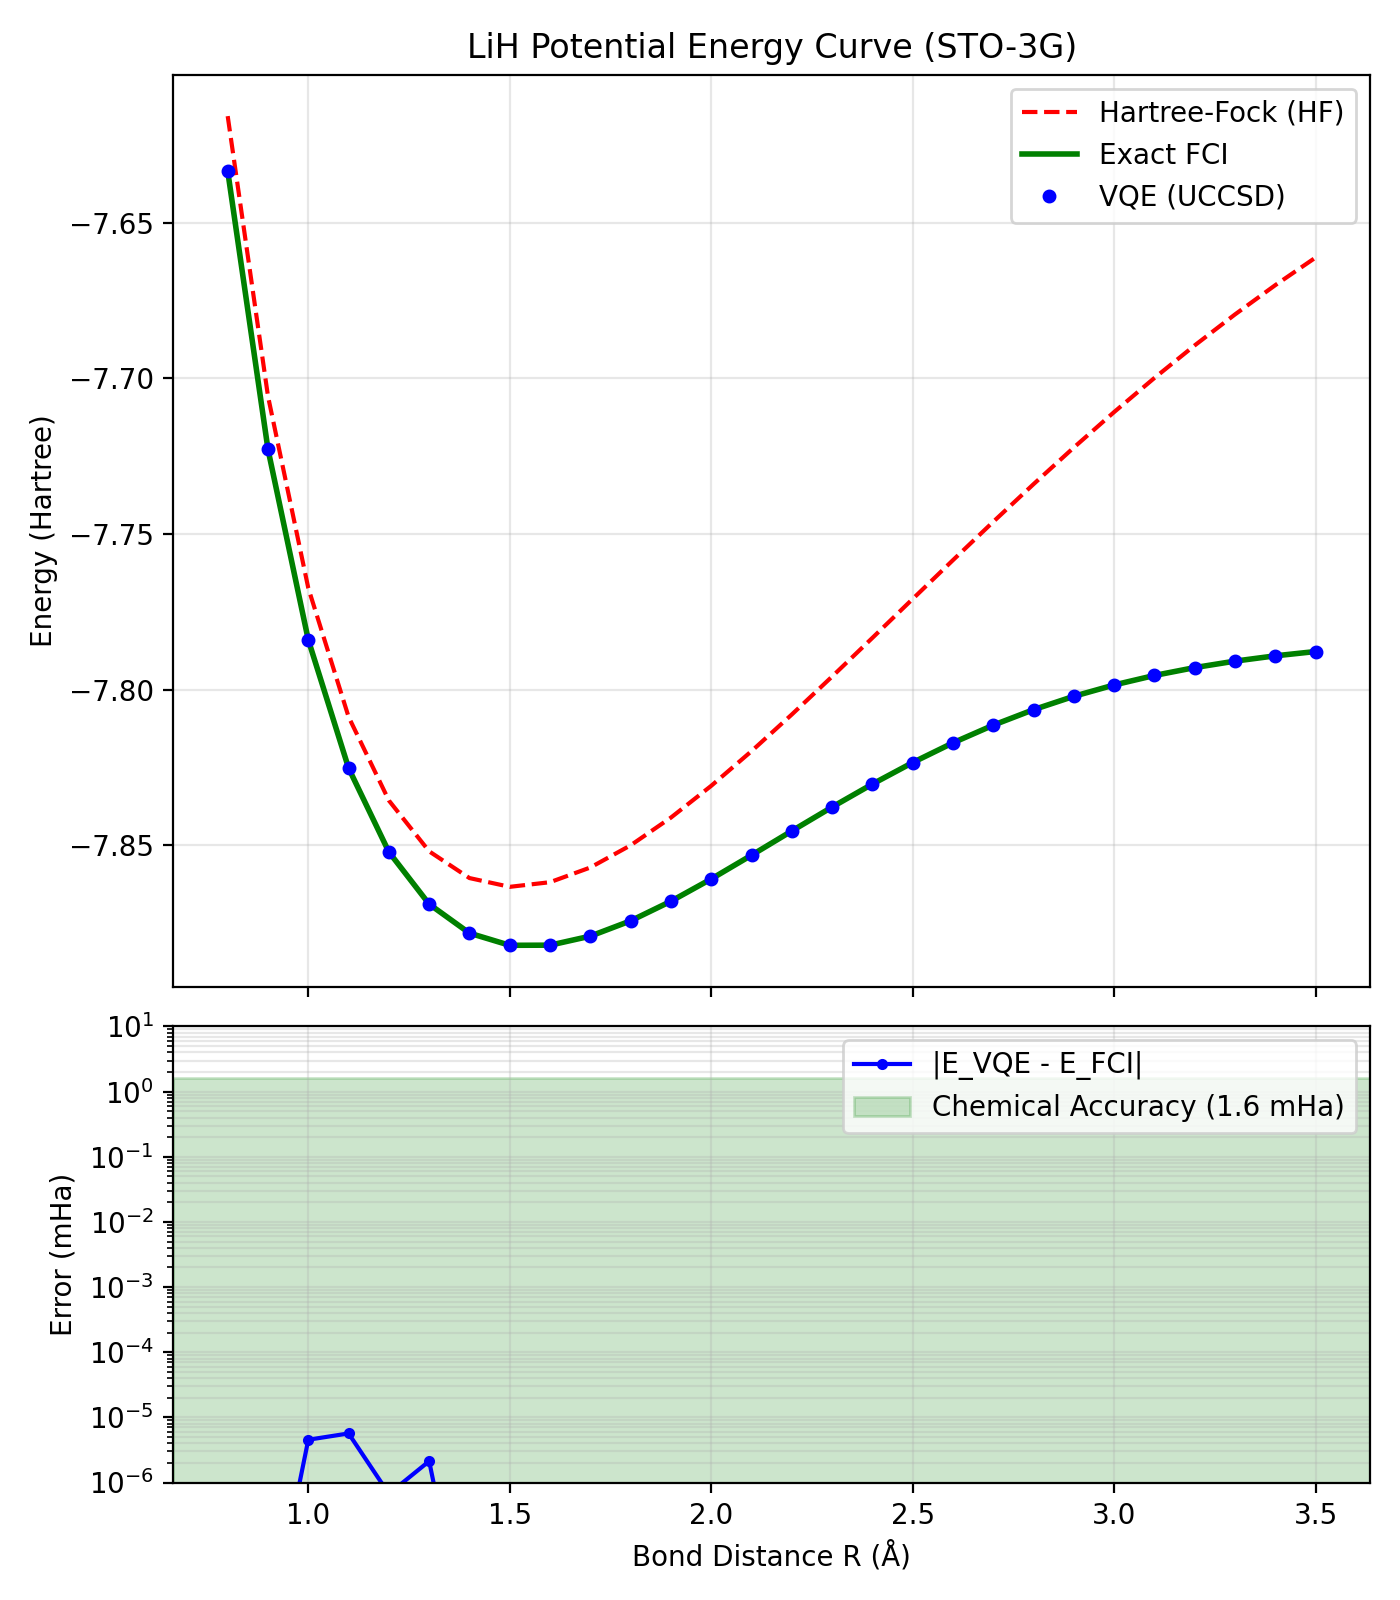 LiH Potential Energy Curve (STO-3G)
Hartree-Fock (HF)
Exact FCI
VQE (UCCSD)
Energy (Hartree)
−7.65
−7.70
−7.75
−7.80
−7.85
|E_VQE - E_FCI|
Chemical Accuracy (1.6 mHa)
Error (mHa)
10¹
10⁰
10⁻¹
10⁻²
10⁻³
10⁻⁴
10⁻⁵
10⁻⁶
1.0 1.5 2.0 2.5 3.0 3.5
Bond Distance R (Å)